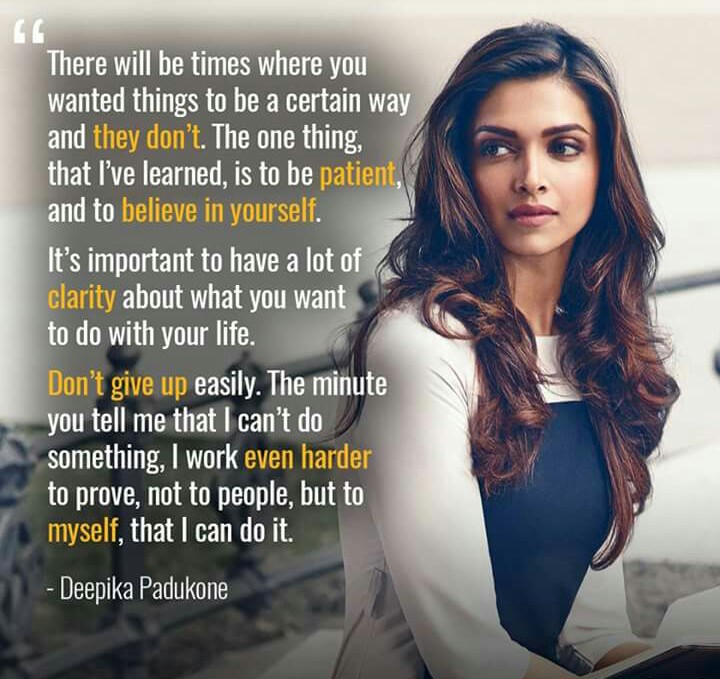 “
There will be times where you
wanted things to be a certain way
and they don't. The one thing,
that I've learned, is to be patient,
and to believe in yourself.
It's important to have a lot of
clarity about what you want
to do with your life.
Don't give up easily. The minute
you tell me that I can't do
something, I work even harder
to prove, not to people, but to
myself, that I can do it.
- Deepika Padukone